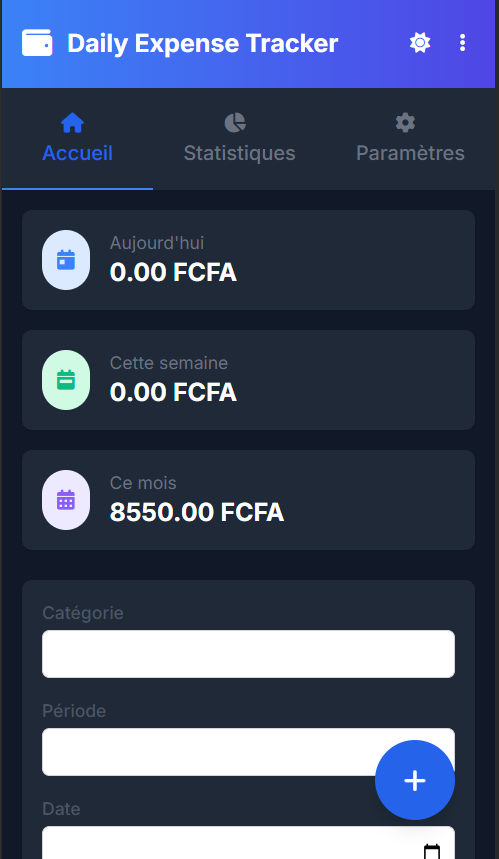 Daily Expense Tracker
Accueil Statistiques Paramètres
Aujourd'hui
0.00 FCFA
Cette semaine
0.00 FCFA
Ce mois
8550.00 FCFA
Catégorie
Période
Date